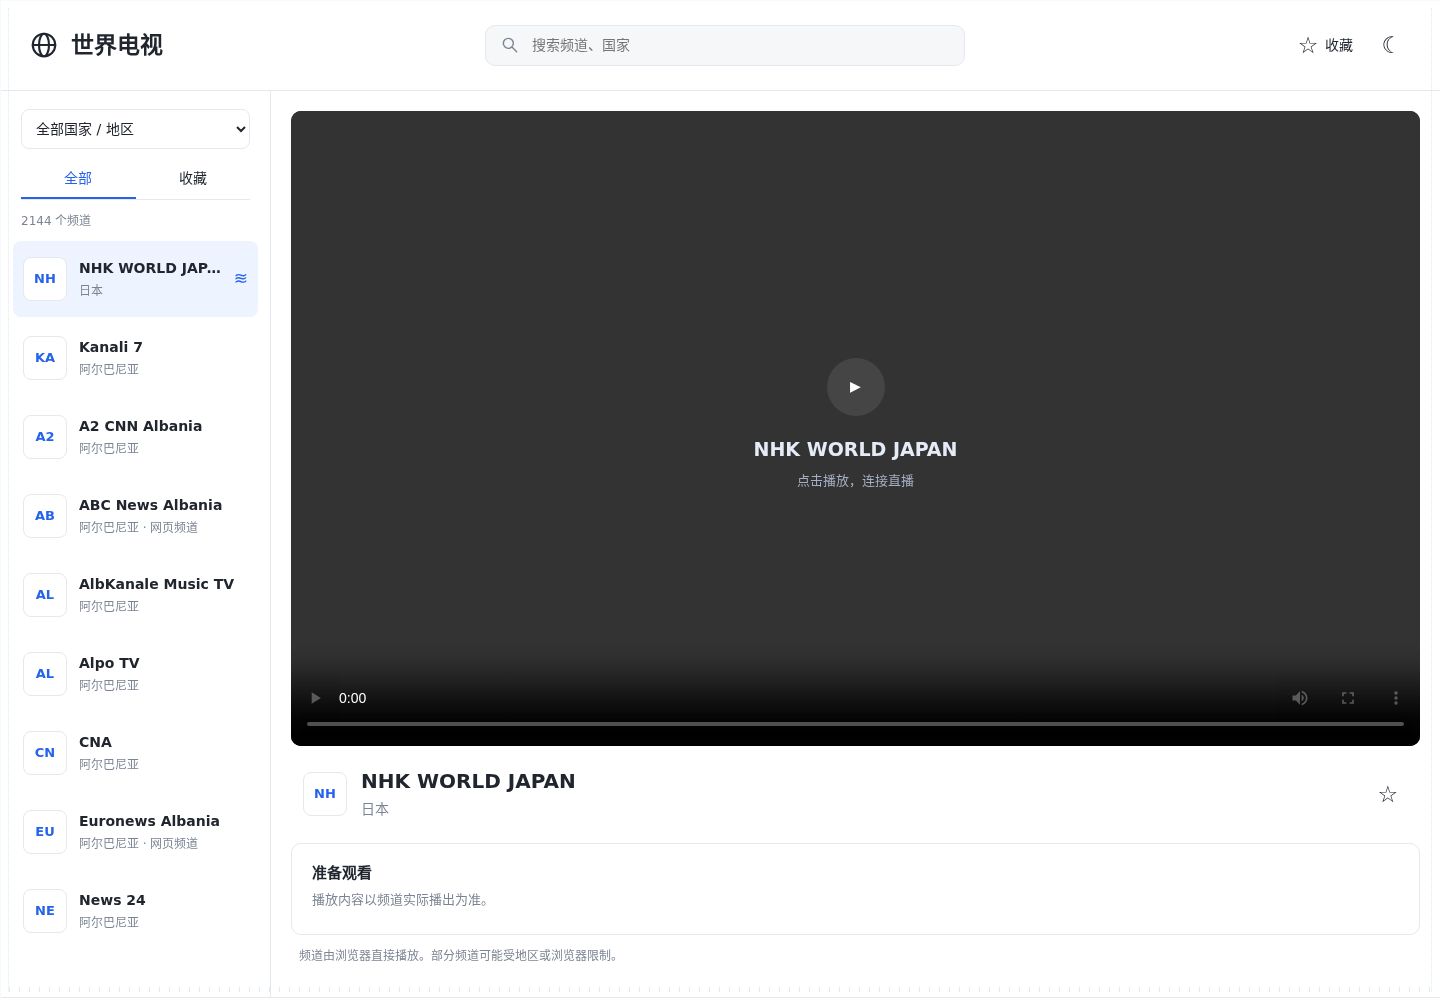 世界电视
搜索频道、国家
☆ 收藏
全部国家 / 地区
全部
收藏
2144 个频道
NH
NHK WORLD JAP...
日本
KA
Kanali 7
阿尔巴尼亚
A2
A2 CNN Albania
阿尔巴尼亚
AB
ABC News Albania
阿尔巴尼亚 · 网页频道
AL
AlbKanale Music TV
阿尔巴尼亚
AL
Alpo TV
阿尔巴尼亚
CN
CNA
阿尔巴尼亚
EU
Euronews Albania
阿尔巴尼亚 · 网页频道
NE
News 24
阿尔巴尼亚
NHK WORLD JAPAN
点击播放，连接直播
0:00
NH
NHK WORLD JAPAN
日本
准备观看
播放内容以频道实际播出为准。
频道由浏览器直接播放。部分频道可能受地区或浏览器限制。